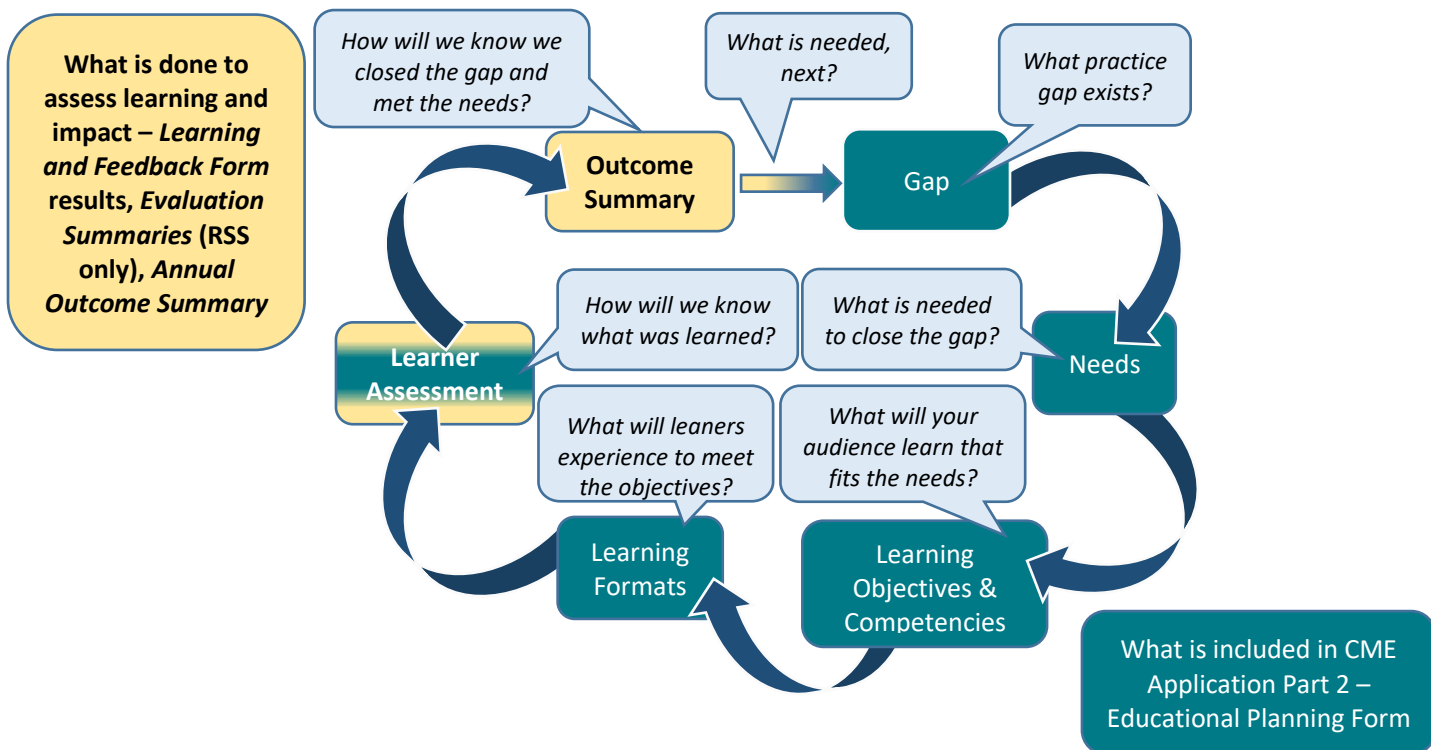 What is done to
assess learning and
impact – Learning
and Feedback Form
results, Evaluation
Summaries (RSS
only), Annual
Outcome Summary
How will we know we
closed the gap and
met the needs?
What is needed,
next?
What practice
gap exists?
Outcome
Summary
Gap
How will we know
what was learned?
What is needed
to close the gap?
Learner
Assessment
Needs
What will leaners
experience to meet
the objectives?
What will your
audience learn that
fits the needs?
Learning
Formats
Learning
Objectives &
Competencies
What is included in CME
Application Part 2 –
Educational Planning Form